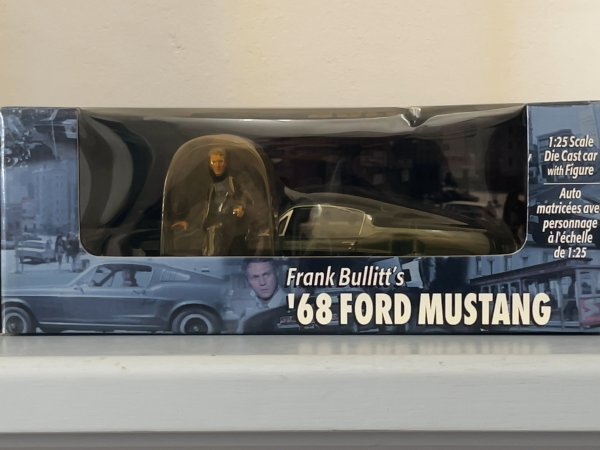 1:25 Scale
Die Cast car
with Figure
Auto
matricées ave
personnage
à l'échelle
de 1:25
Frank Bullitt's
'68 FORD MUSTANG